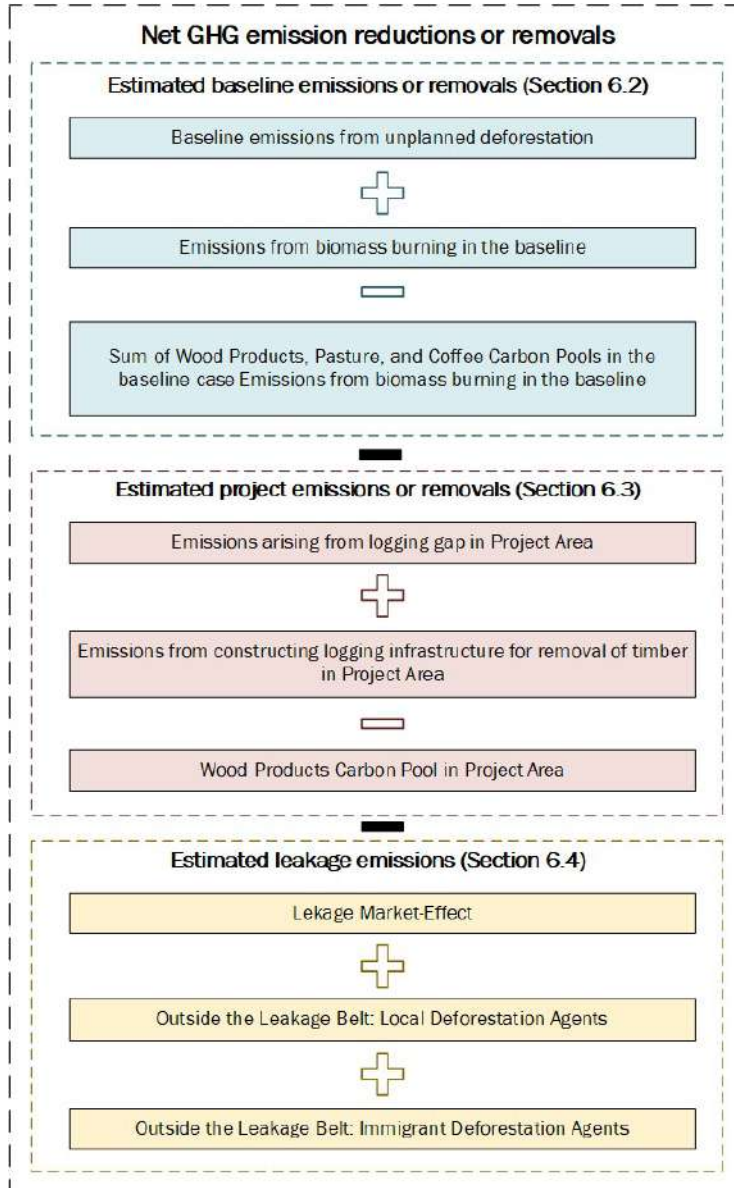 Net GHG emission reductions or removals
Estimated baseline emissions or removals (Section 6.2)
Baseline emissions from unplanned deforestation
Emissions from biomass burning in the baseline
Sum of Wood Products, Pasture, and Coffee Carbon Pools in the
baseline case Emissions from biomass burning in the baseline
Estimated project emissions or removals (Section 6.3)
Emissions arising from logging gap in Project Area
Emissions from constructing logging infrastructure for removal of timber
in Project Area
Wood Products Carbon Pool in Project Area
Estimated leakage emissions (Section 6.4)
Lekage Market-Effect
Outside the Leakage Belt: Local Deforestation Agents
Outside the Leakage Belt: Immigrant Deforestation Agents